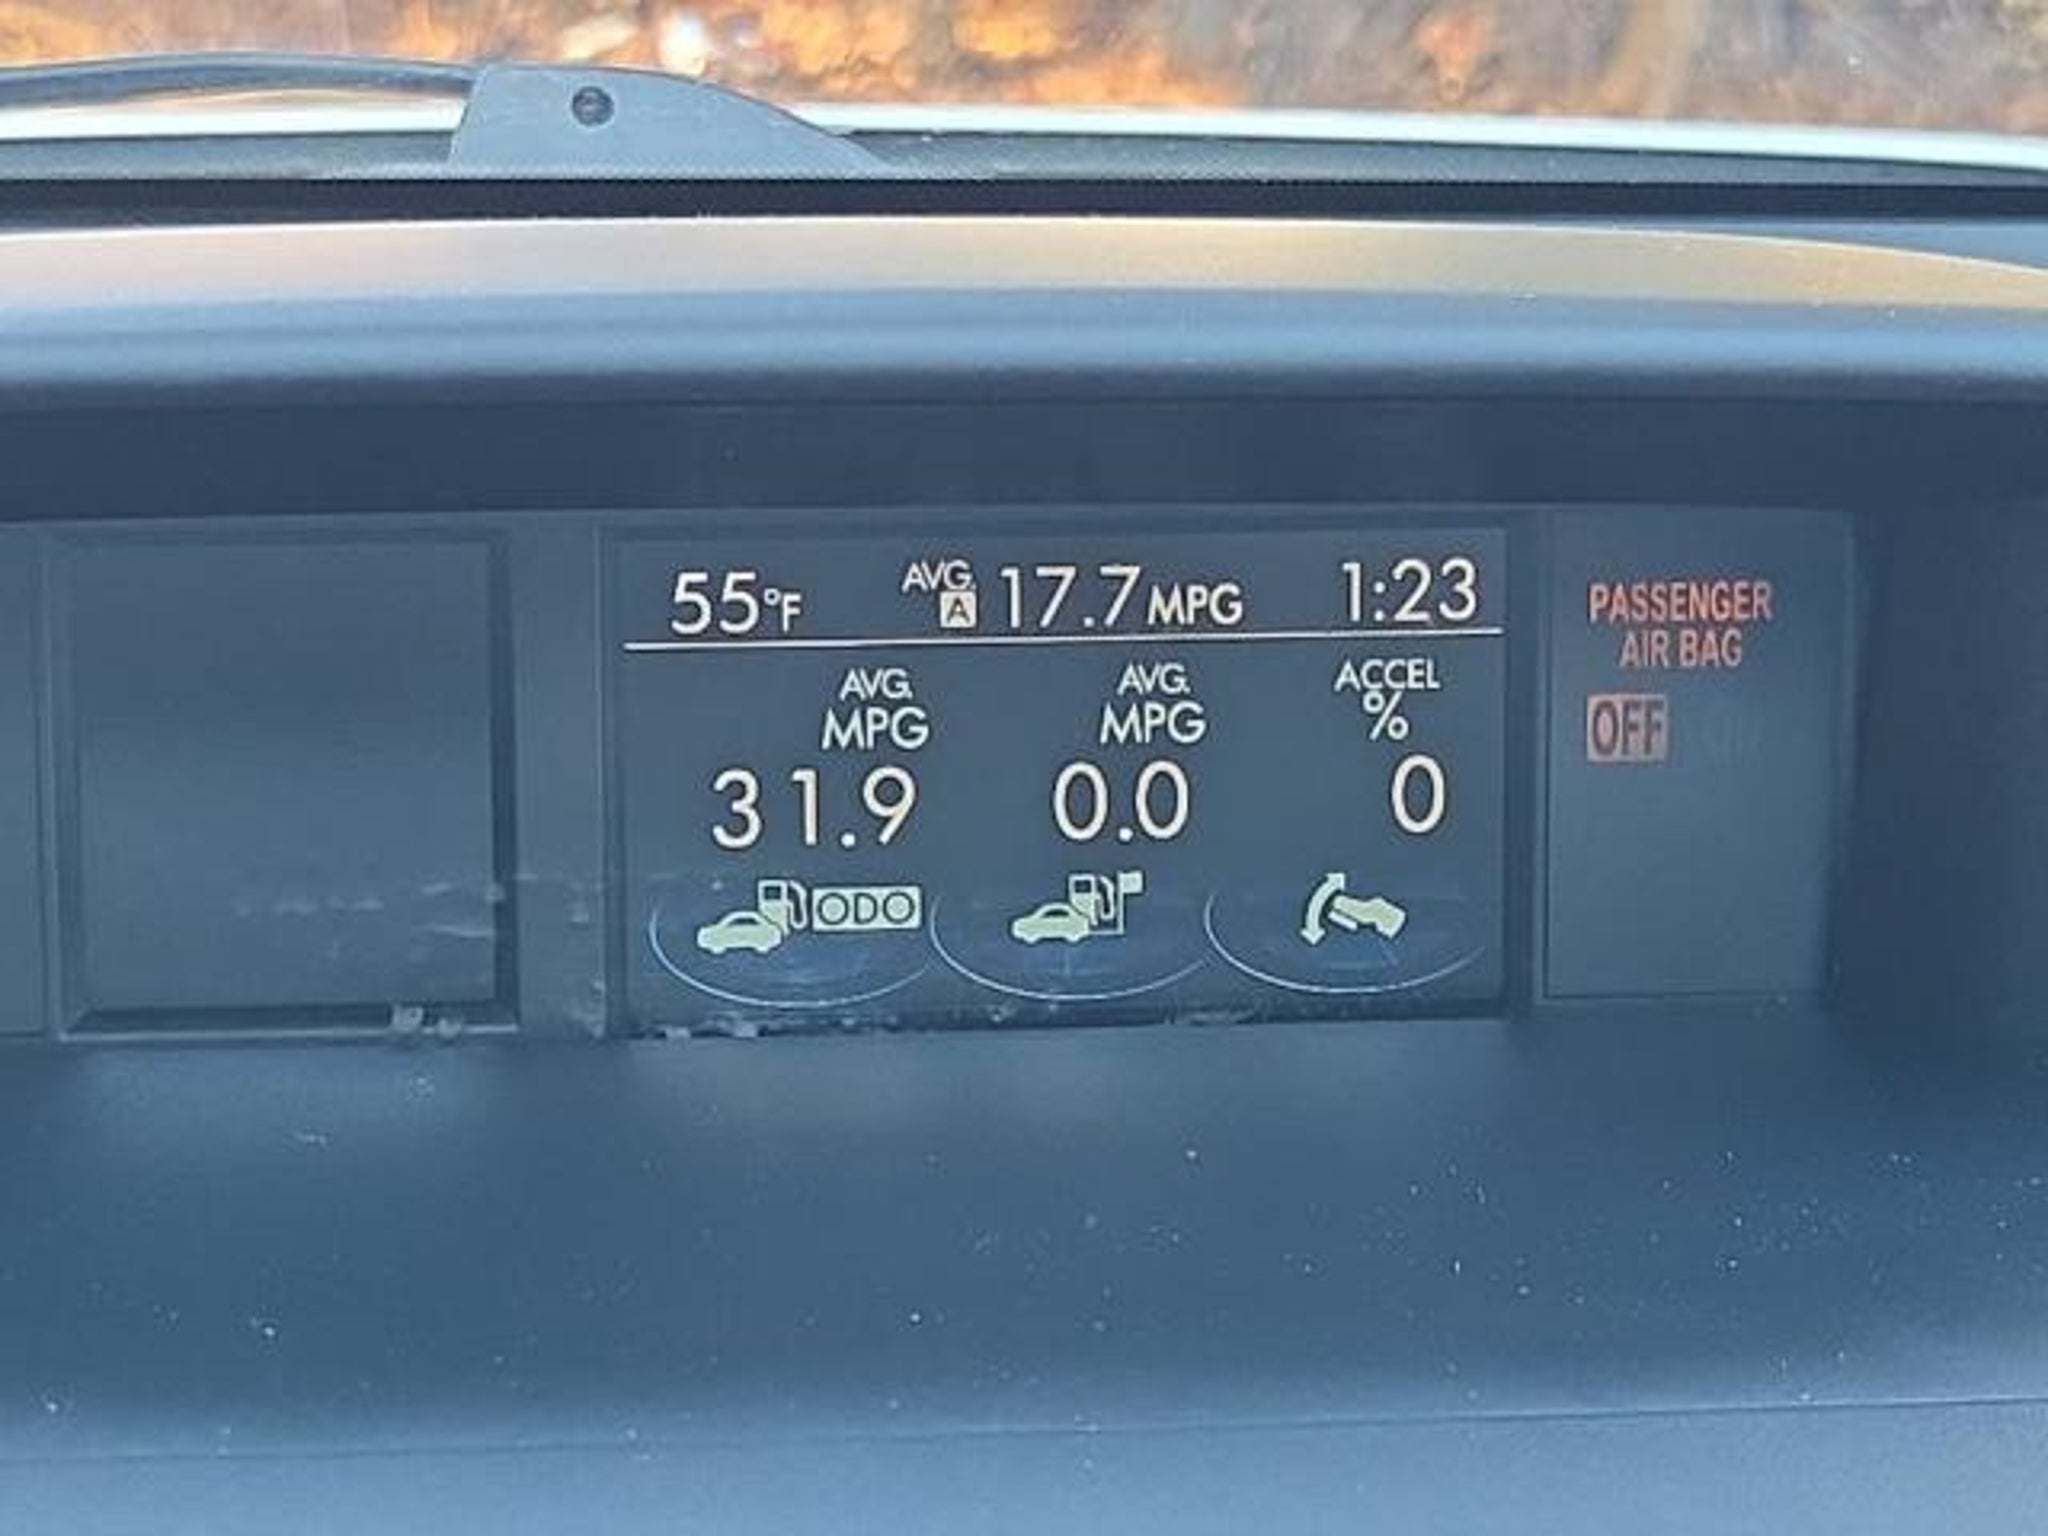 55°F AVG. A 17.7 MPG 1:23
AVG. AVG. ACCEL
MPG MPG %
31.9 0.0 0
ODO
PASSENGER
AIR BAG
OFF